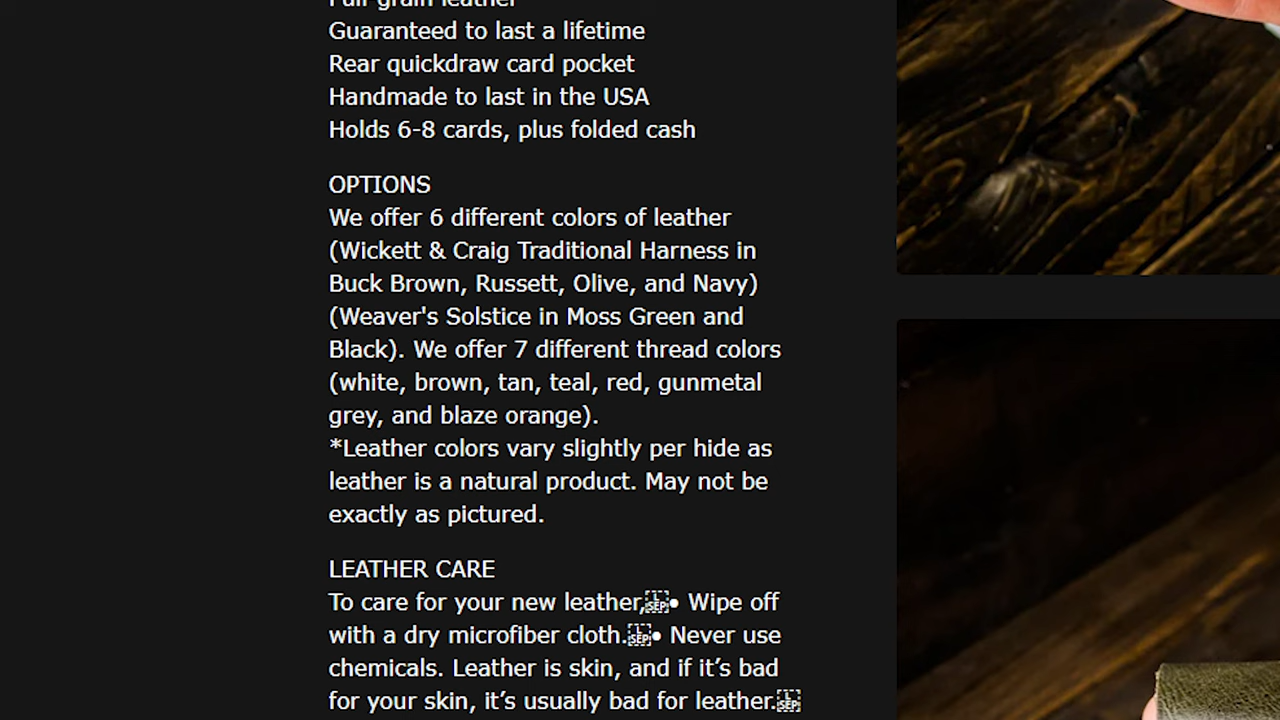 Full grain leather
Guaranteed to last a lifetime
Rear quickdraw card pocket
Handmade to last in the USA
Holds 6-8 cards, plus folded cash
OPTIONS
We offer 6 different colors of leather
(Wickett & Craig Traditional Harness in
Buck Brown, Russett, Olive, and Navy)
(Weaver's Solstice in Moss Green and
Black). We offer 7 different thread colors
(white, brown, tan, teal, red, gunmetal
grey, and blaze orange).
*Leather colors vary slightly per hide as
leather is a natural product. May not be
exactly as pictured.
LEATHER CARE
To care for your new leather,• Wipe off
with a dry microfiber cloth.• Never use
chemicals. Leather is skin, and if it’s bad
for your skin, it’s usually bad for leather.